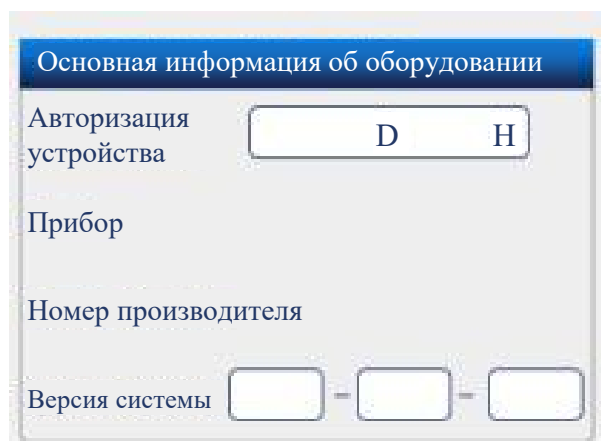 Основная информация об оборудовании
Авторизация
устройства
D H
Прибор
Номер производителя
Версия системы - -